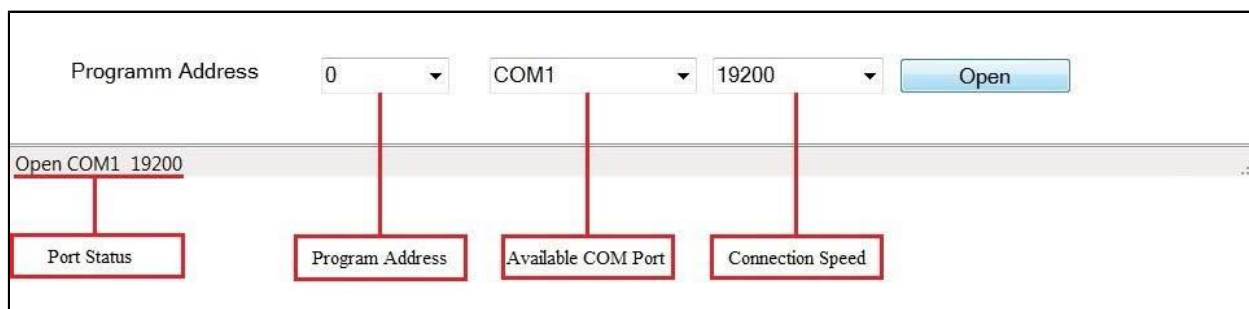 Programm Address 0 COM1 19200 Open
Open COM1 19200
Port Status Program Address Available COM Port Connection Speed